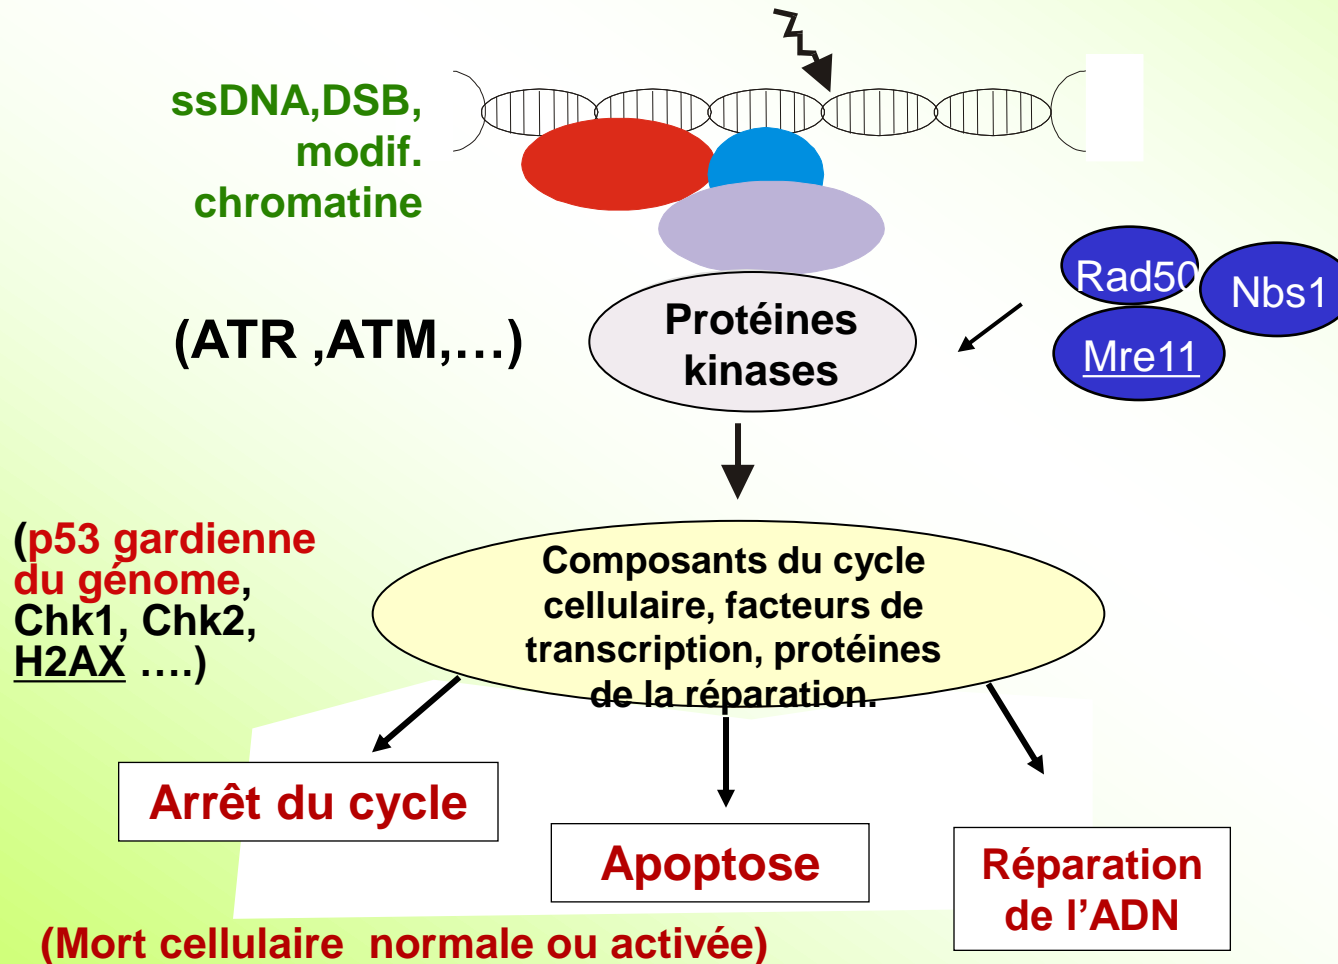 ssDNA,DSB,
modif.
chromatine
Rad50
Nbs1
Mre11
(ATR ,ATM,…)
Protéines
kinases
(p53 gardienne
du génome,
Chk1, Chk2,
H2AX ….)
Composants du cycle
cellulaire, facteurs de
transcription, protéines
de la réparation.
Arrêt du cycle
Apoptose
Réparation
de l’ADN
(Mort cellulaire  normale ou activée)